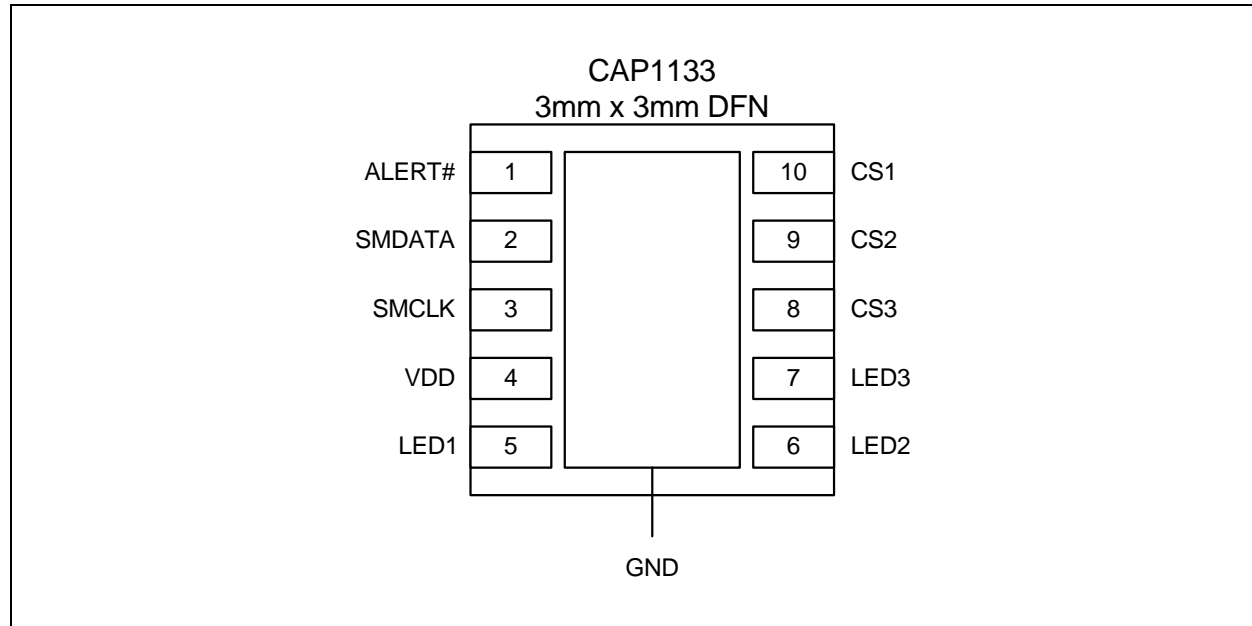 CAP1133
3mm x 3mm DFN
ALERT# 1 10 CS1
SMDATA 2 9 CS2
SMCLK 3 8 CS3
VDD 4 7 LED3
LED1 5 6 LED2
GND